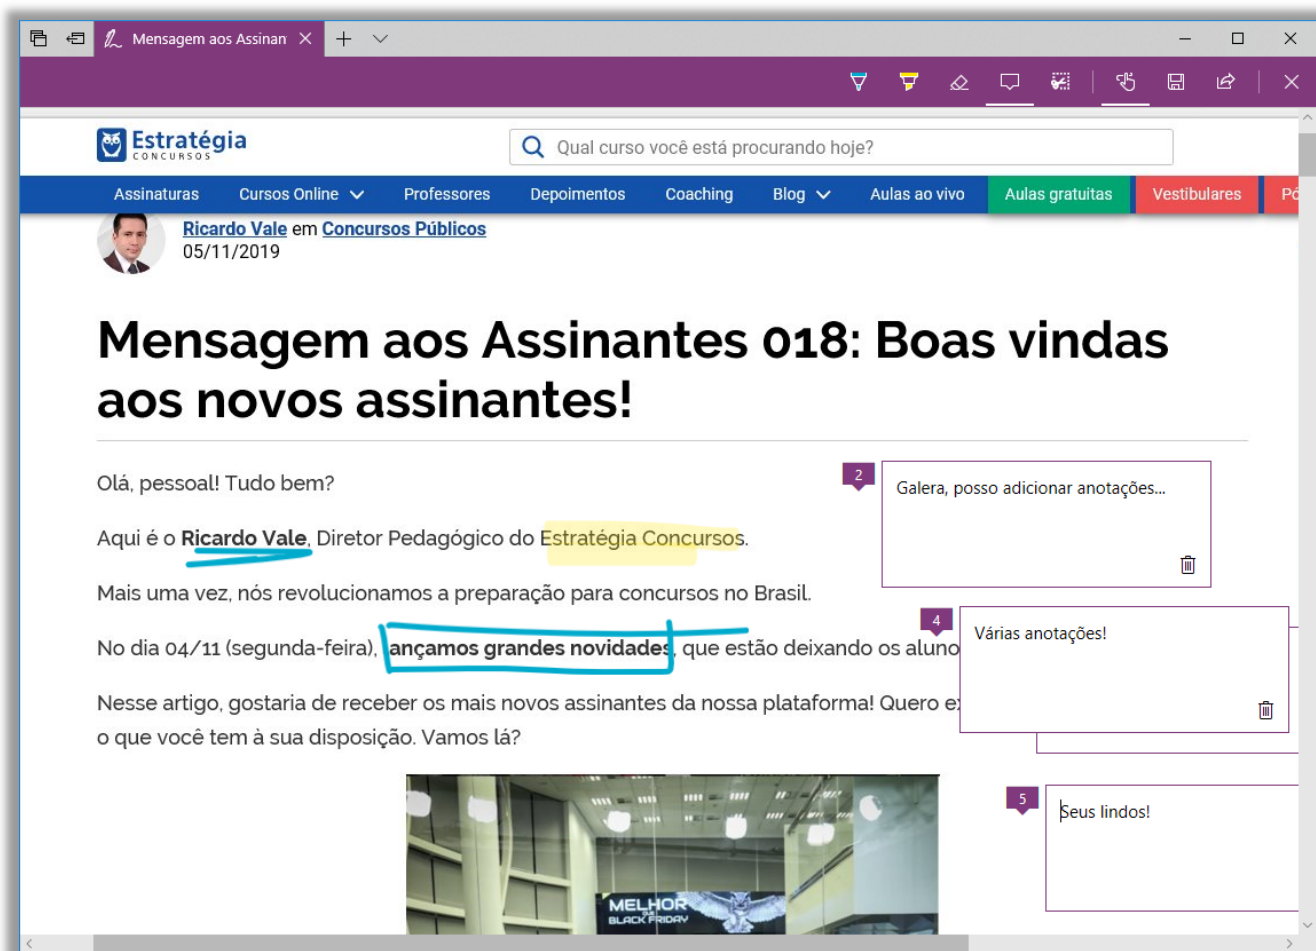 Mensagem aos Assinan
Estratégia
CONCURSOS
Qual curso você está procurando hoje?
Assinaturas Cursos Online Professores Depoimentos Coaching Blog Aulas ao vivo Aulas gratuitas Vestibulares Pó
Ricardo Vale em Concursos Públicos
05/11/2019
Mensagem aos Assinantes 018: Boas vindas
aos novos assinantes!
Olá, pessoal! Tudo bem?
2
Galera, posso adicionar anotações...
Aqui é o Ricardo Vale, Diretor Pedagógico do Estratégia Concursos.
Mais uma vez, nós revolucionamos a preparação para concursos no Brasil.
4
Várias anotações!
No dia 04/11 (segunda-feira), lançamos grandes novidades, que estão deixando os aluno
Nesse artigo, gostaria de receber os mais novos assinantes da nossa plataforma! Quero ex
o que você tem à sua disposição. Vamos lá?
5
Seus lindos!
MELHOR
QUE
BLACK FRIDAY